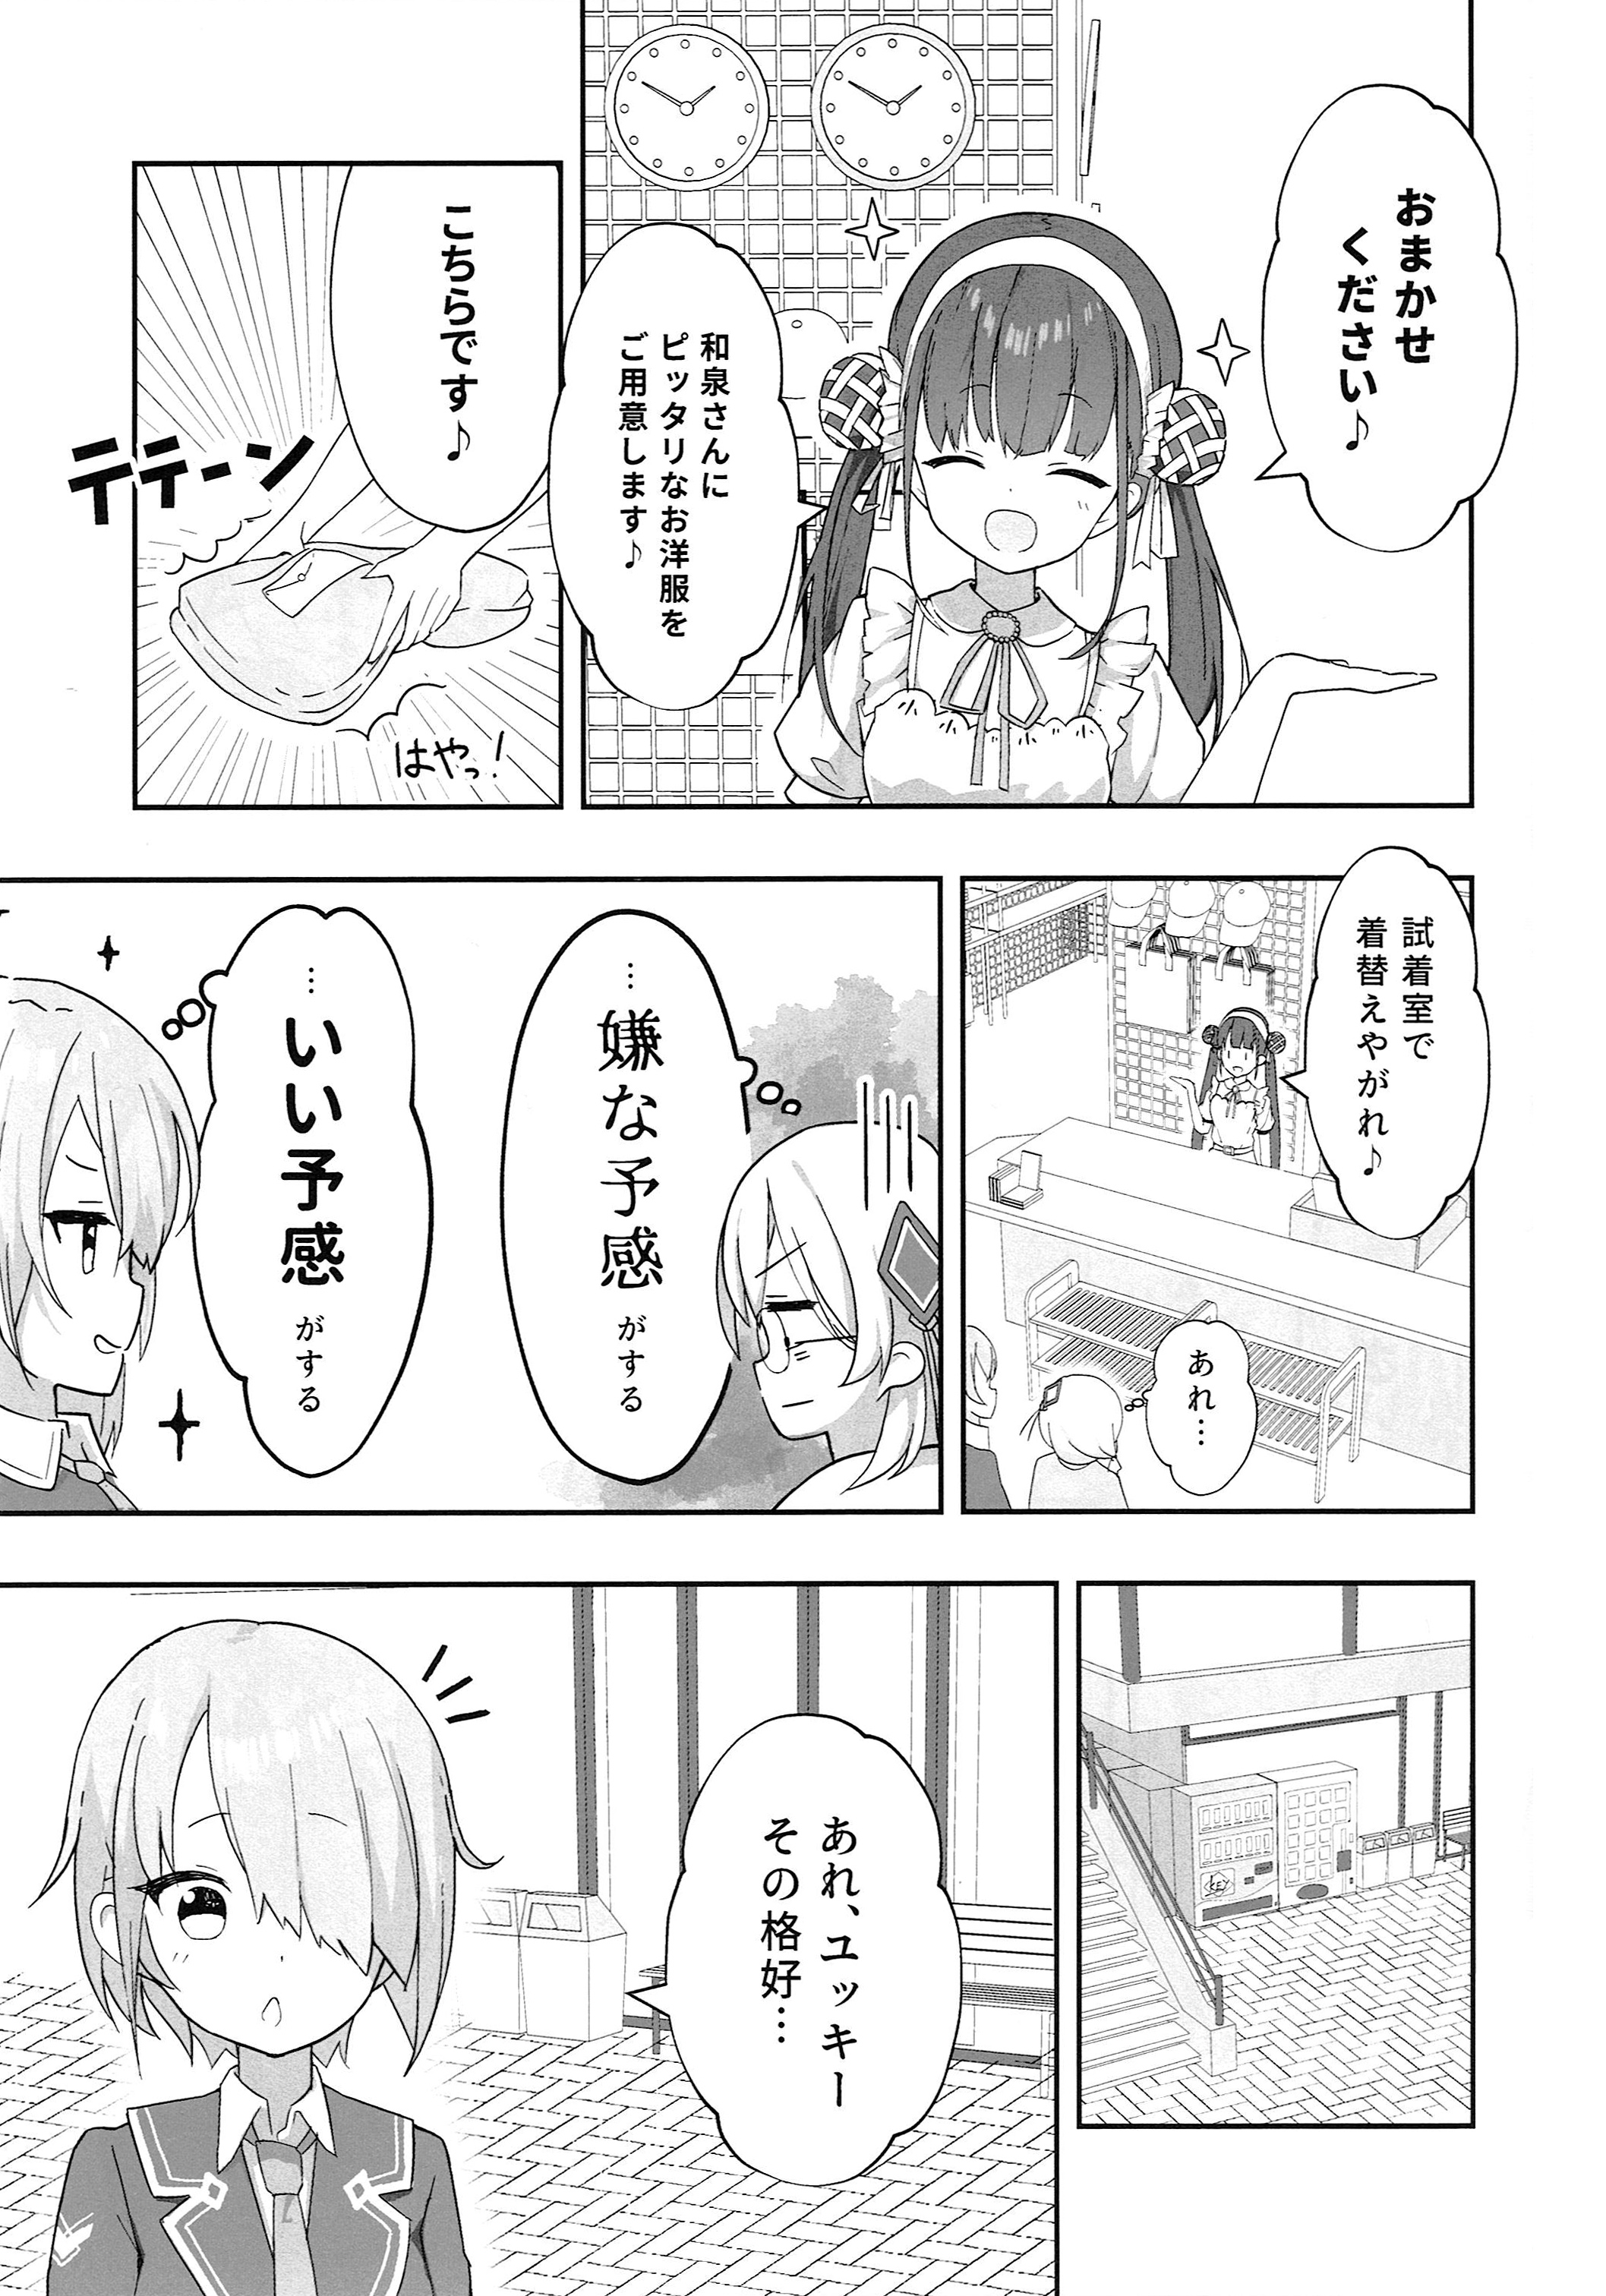 おまかせ
ください♪
和泉さんに
ピッタリなお洋服を
ご用意します♪
こちらです♪
テテーン
はやっ！
試着室で
着替えやがれ♪
あれ…
…嫌な予感がする
…いい予感がする
KEY
あれ、ユッキー
その格好…